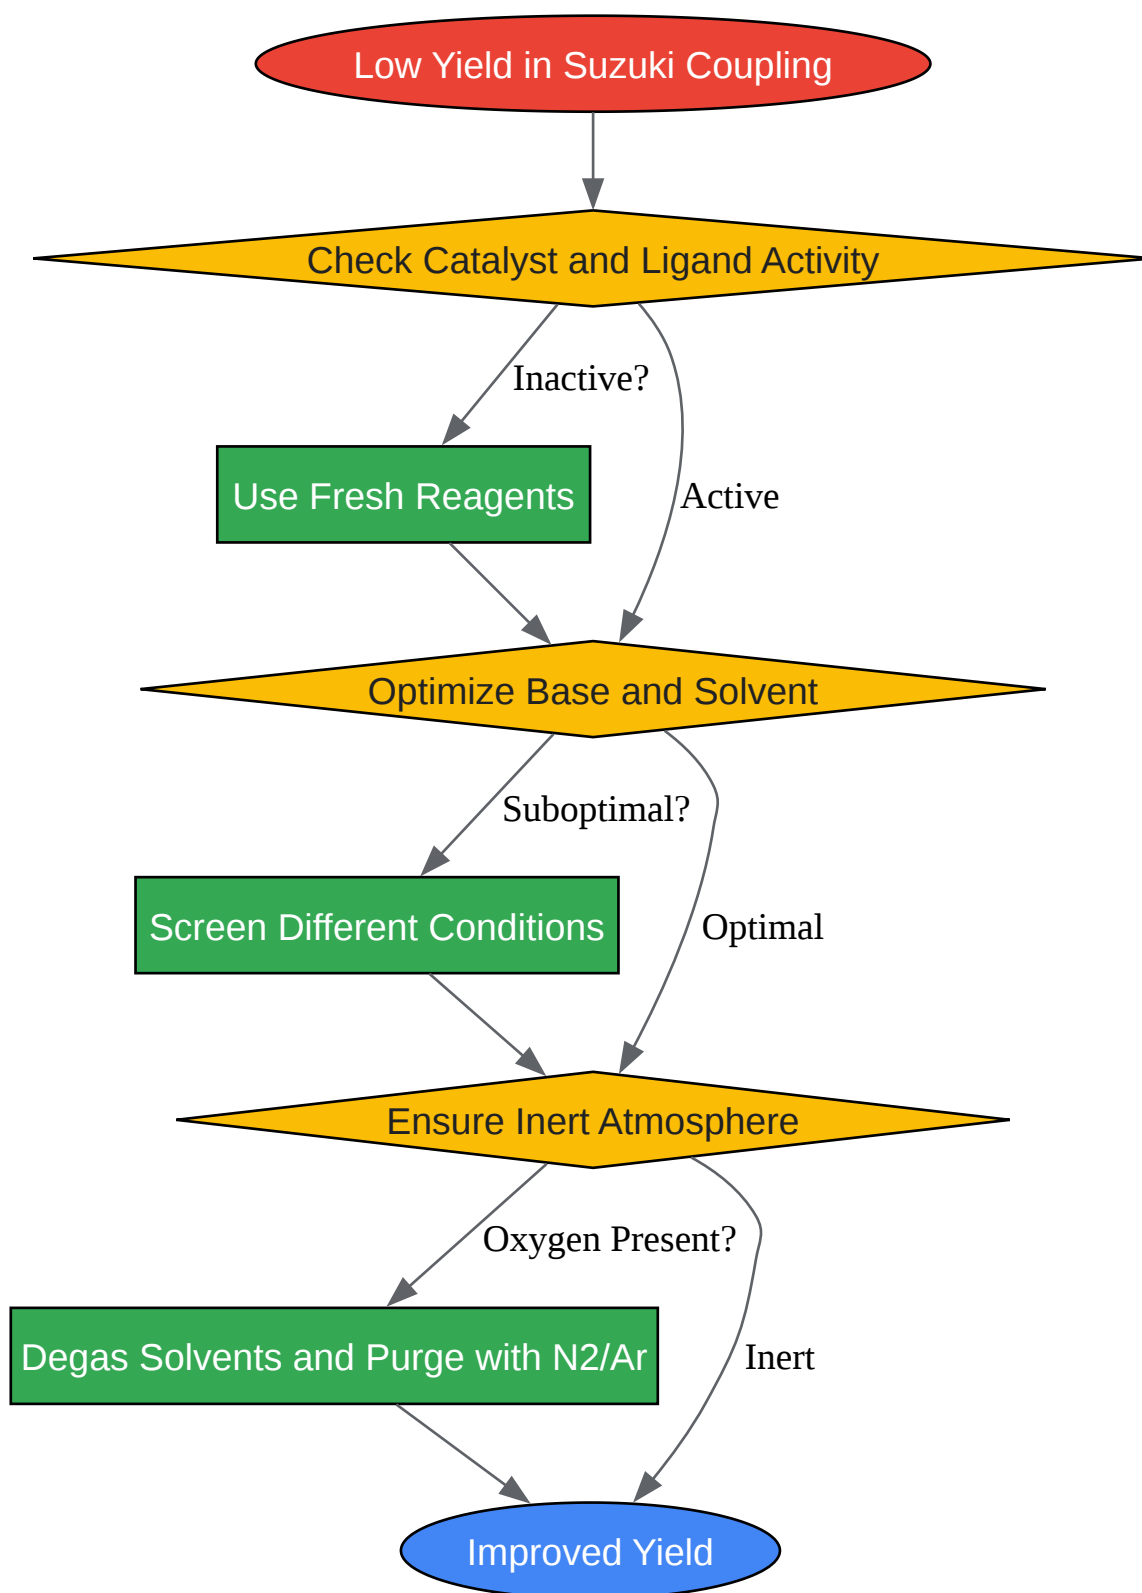 Low Yield in Suzuki Coupling
Check Catalyst and Ligand Activity
Inactive?
Use Fresh Reagents
Active
Optimize Base and Solvent
Suboptimal?
Screen Different Conditions
Optimal
Ensure Inert Atmosphere
Oxygen Present?
Degas Solvents and Purge with N2/Ar
Inert
Improved Yield